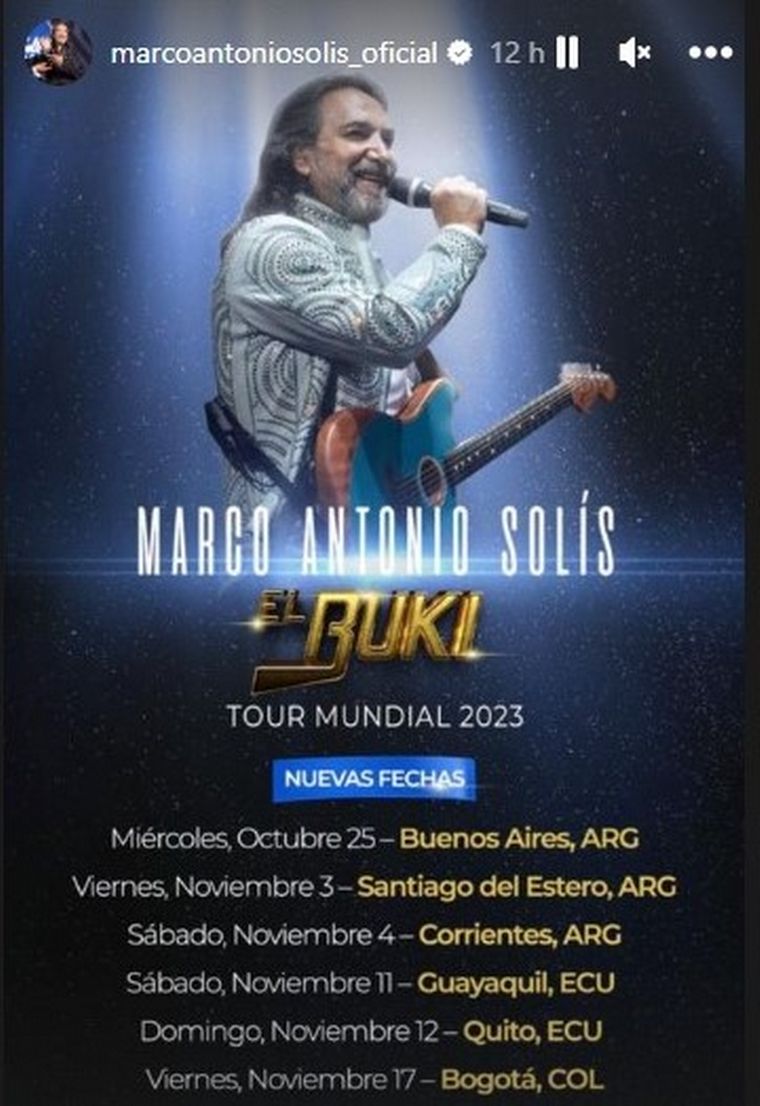 marcoantoniosolis_oficial 12 h
MARCO ANTONIO SOLÍS
EL BUKI
TOUR MUNDIAL 2023
NUEVAS FECHAS
Miércoles, Octubre 25 – Buenos Aires, ARG
Viernes, Noviembre 3 – Santiago del Estero, ARG
Sábado, Noviembre 4 – Corrientes, ARG
Sábado, Noviembre 11 – Guayaquil, ECU
Domingo, Noviembre 12 – Quito, ECU
Viernes, Noviembre 17 – Bogotá, COL